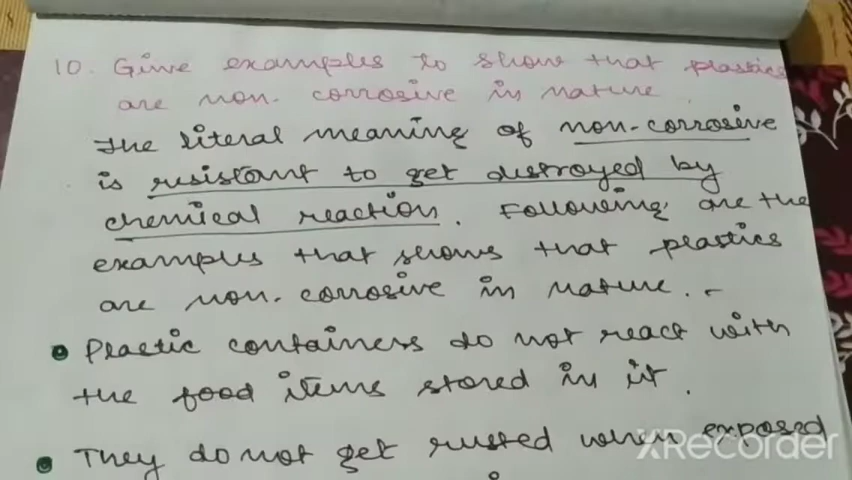 10. Give examples to show that plastics
are non-corrosive in nature.
The literal meaning of non-corrosive
is resistant to get destroyed by
chemical reaction. Following are the
examples that shows that plastics
are non-corrosive in nature.-
Plastic containers do not react with
the food items stored in it.
They do not get rusted when exposed
XRecorder